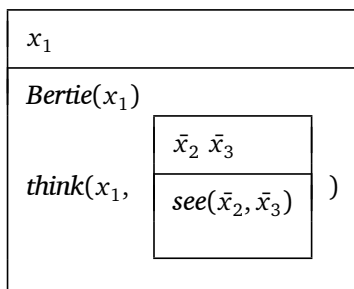 x₁
Bertie(x₁)
x̄₂ x̄₃
think(x₁,
see(x̄₂, x̄₃)
)